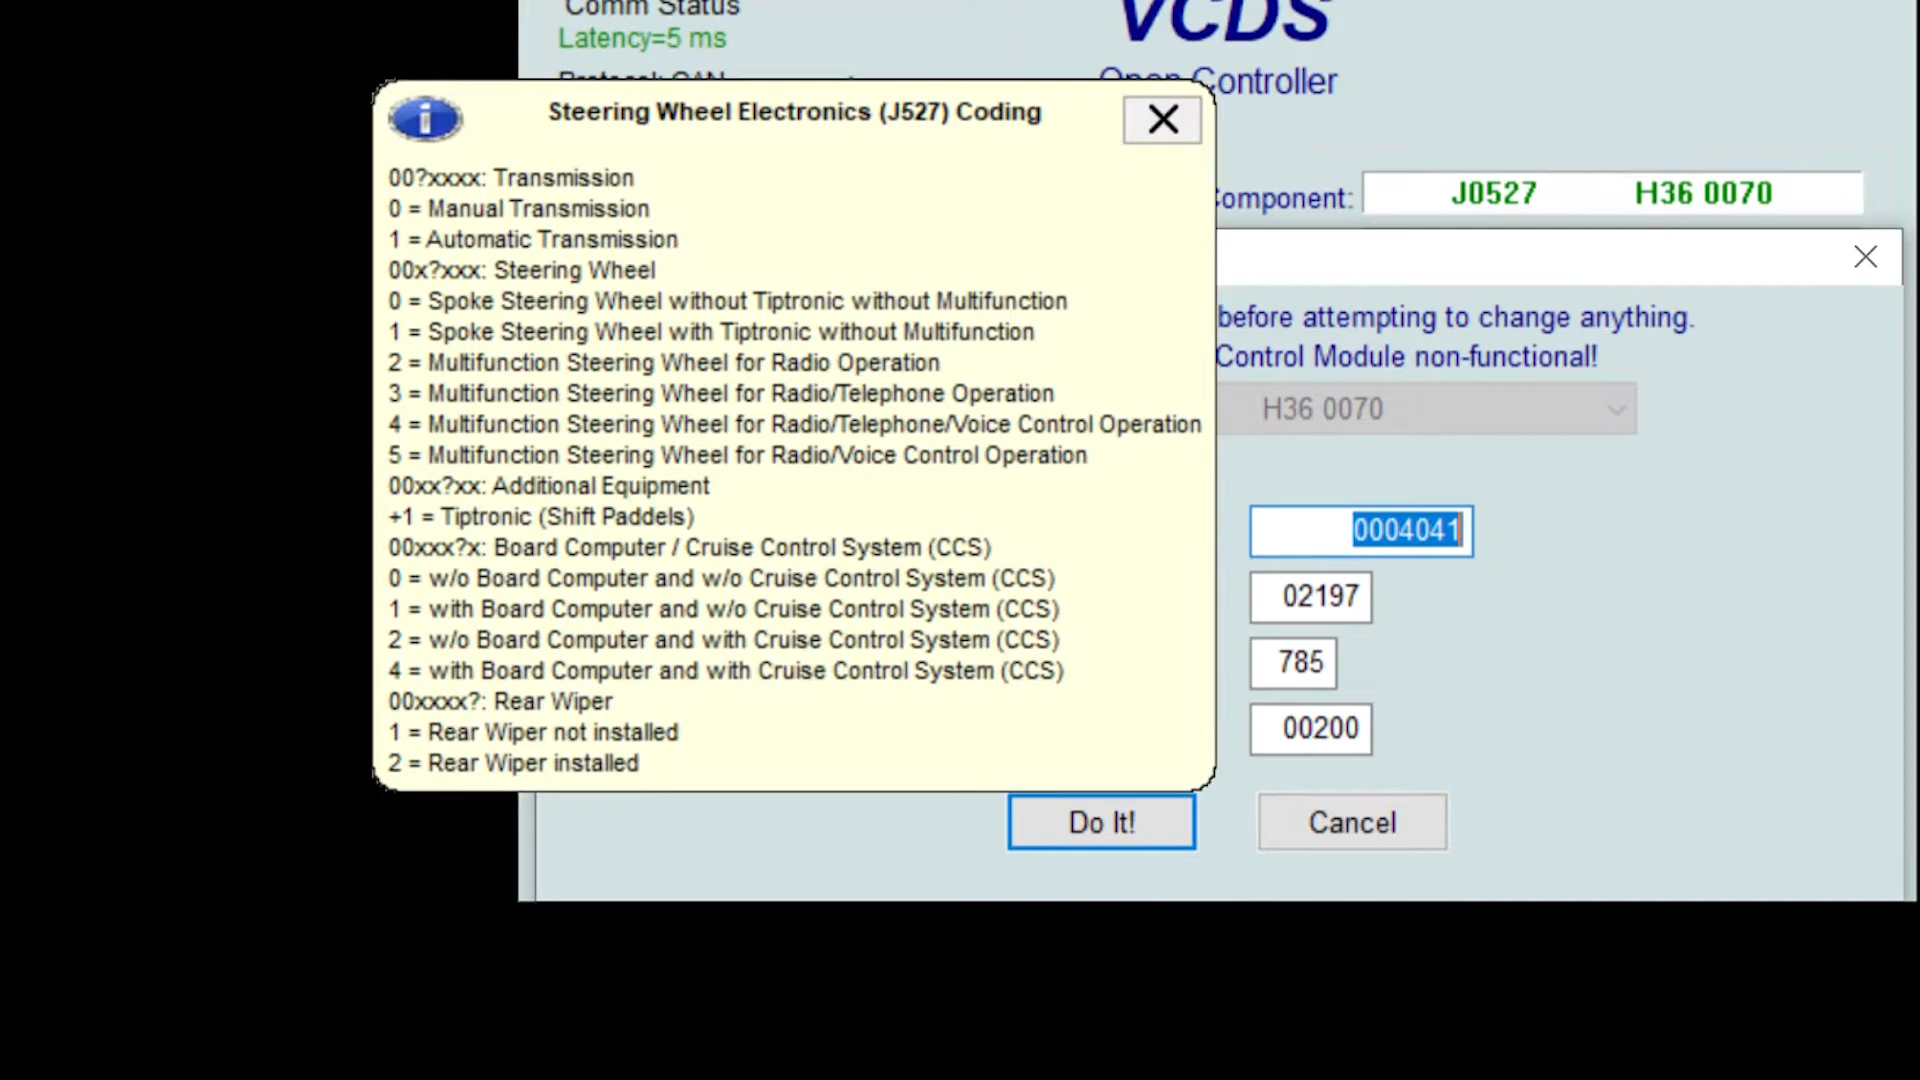 Comm Status
Latency=5 ms
VCDS
Open Controller
Protocol: CAN
Steering Wheel Electronics (J527) Coding
00?xxxx: Transmission
0 = Manual Transmission
1 = Automatic Transmission
00x?xxx: Steering Wheel
0 = Spoke Steering Wheel without Tiptronic without Multifunction
1 = Spoke Steering Wheel with Tiptronic without Multifunction
2 = Multifunction Steering Wheel for Radio Operation
3 = Multifunction Steering Wheel for Radio/Telephone Operation
4 = Multifunction Steering Wheel for Radio/Telephone/Voice Control Operation
5 = Multifunction Steering Wheel for Radio/Voice Control Operation
00xx?xx: Additional Equipment
+1 = Tiptronic (Shift Paddels)
00xxx?x: Board Computer / Cruise Control System (CCS)
0 = w/o Board Computer and w/o Cruise Control System (CCS)
1 = with Board Computer and w/o Cruise Control System (CCS)
2 = w/o Board Computer and with Cruise Control System (CCS)
4 = with Board Computer and with Cruise Control System (CCS)
00xxxx?: Rear Wiper
1 = Rear Wiper not installed
2 = Rear Wiper installed
Component: J0527 H36 0070
before attempting to change anything.
Control Module non-functional!
H36 0070
0004041
02197
785
00200
Do It!
Cancel